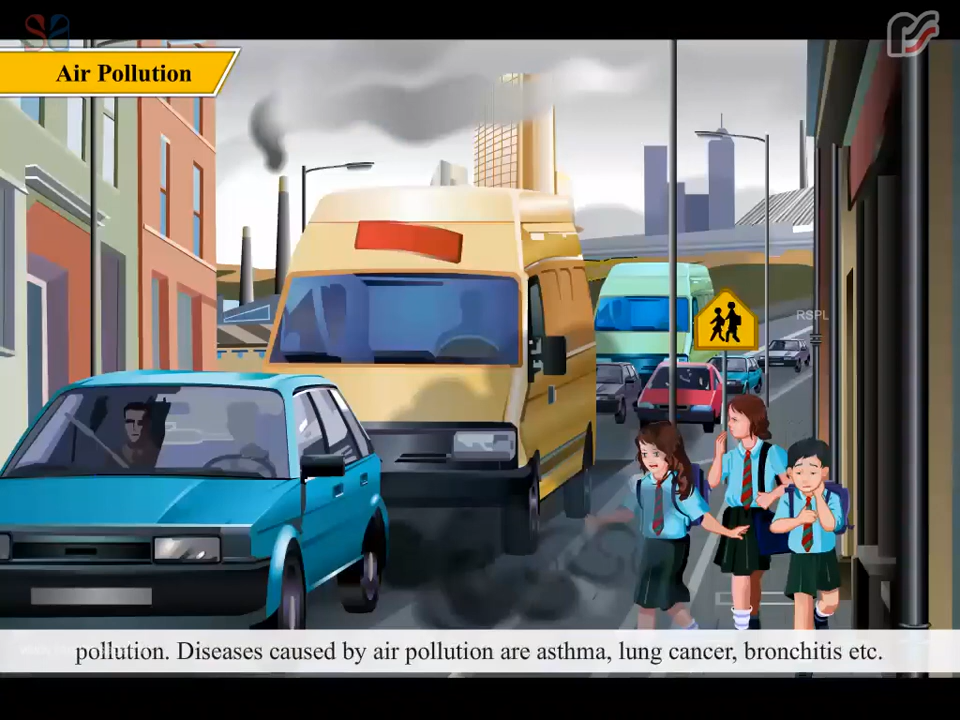 Air Pollution
RSPL
pollution. Diseases caused by air pollution are asthma, lung cancer, bronchitis etc.